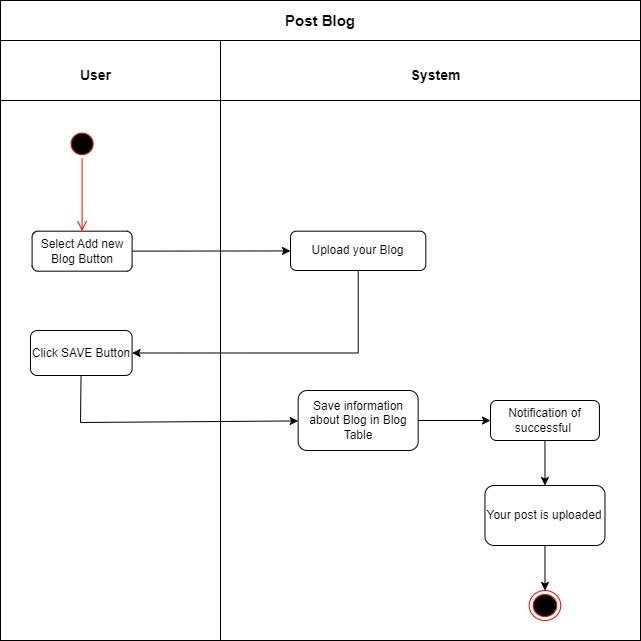 Post Blog
User
System
Select Add new
Blog Button
Upload your Blog
Click SAVE Button
Save information
about Blog in Blog
Table
Notification of
successful
Your post is uploaded